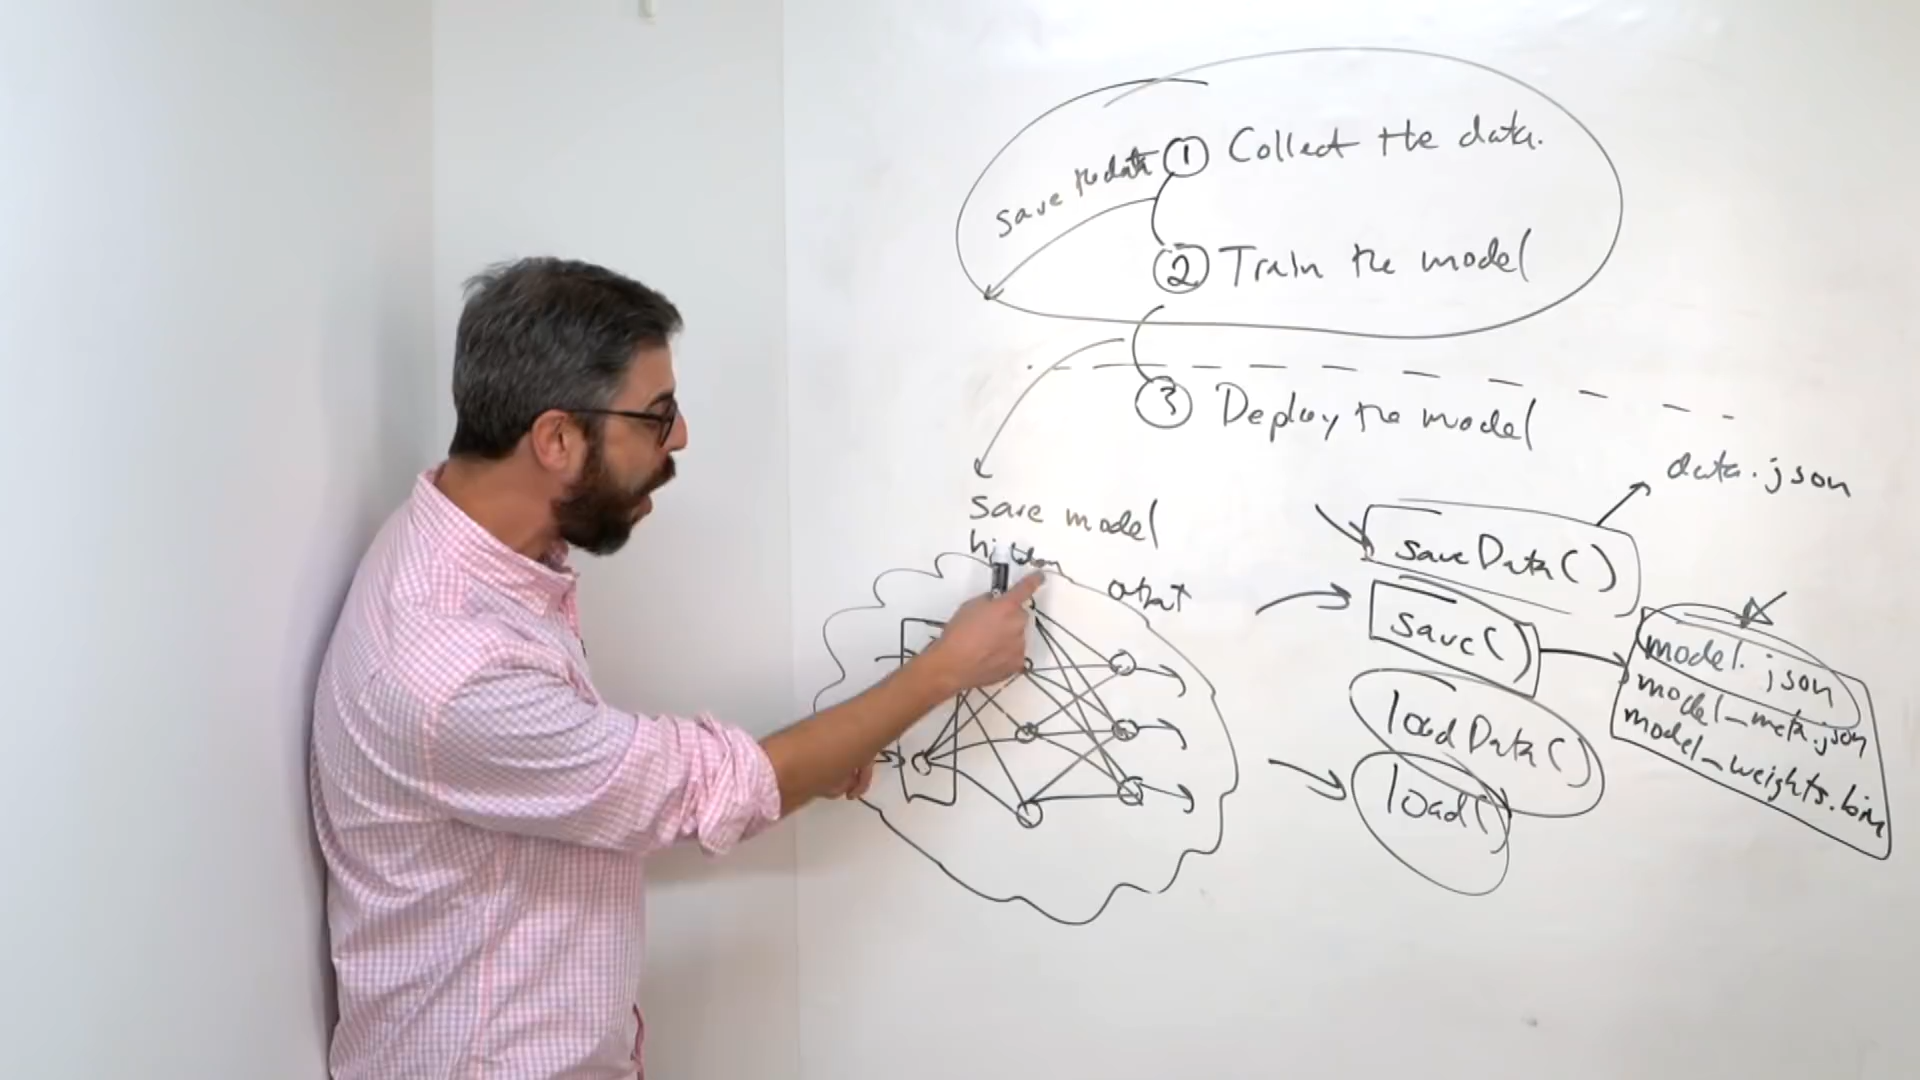 ① Collect the data.
save the data
② Train the model
③ Deploy the model
data.json
save model
hidden
output
saveData()
save()
model.json
model_meta.json
model_weights.bin
loadData()
load()